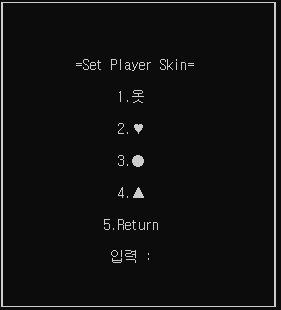 =Set Player Skin=
1.옷
2.♥
3.●
4.▲
5.Return
입력 :